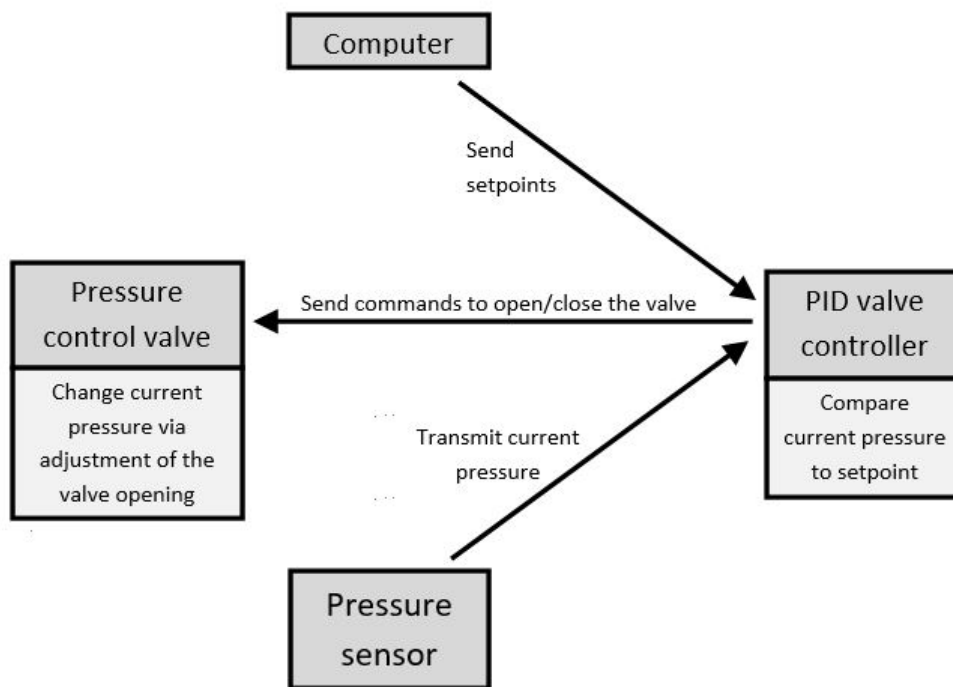 Computer
Send
setpoints
Pressure
control valve
Change current
pressure via
adjustment of the
valve opening
Send commands to open/close the valve
PID valve
controller
Compare
current pressure
to setpoint
Transmit current
pressure
Pressure
sensor